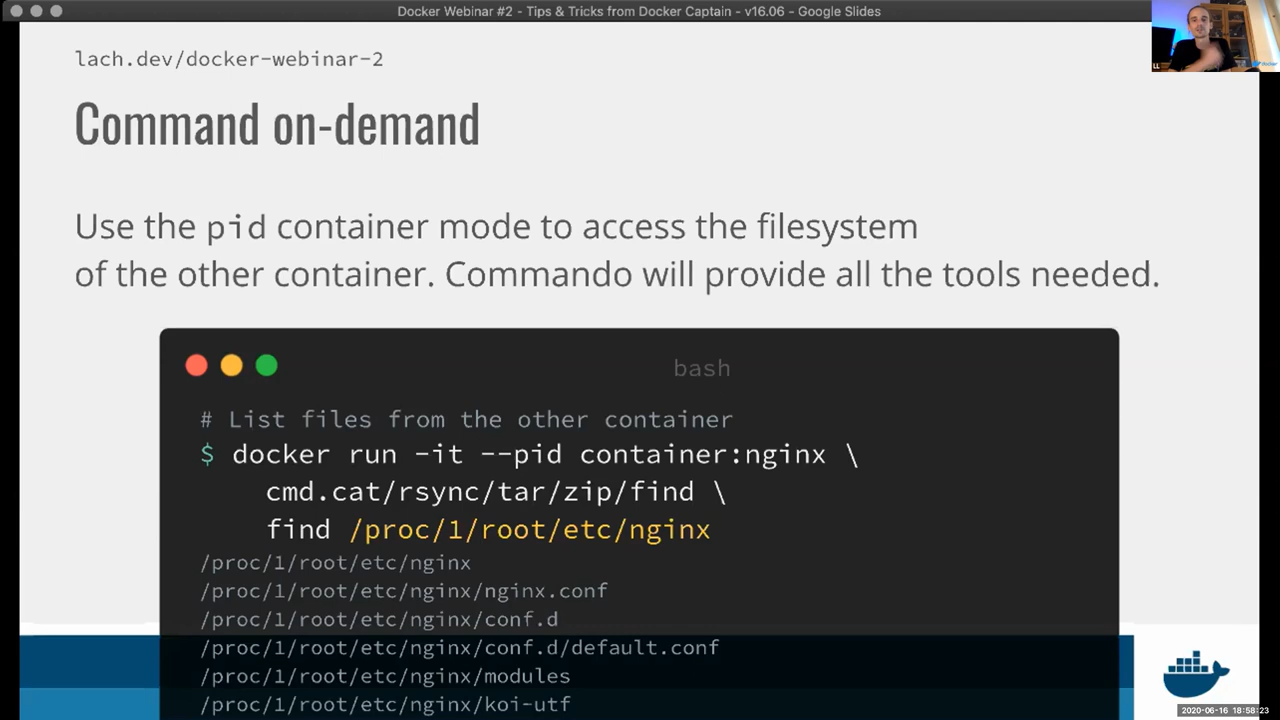 Docker Webinar #2 - Tips & Tricks from Docker Captain - v16.06 - Google Slides
lach.dev/docker-webinar-2
Command on-demand
Use the pid container mode to access the filesystem
of the other container. Commando will provide all the tools needed.
bash
# List files from the other container
$ docker run -it --pid container:nginx \
cmd.cat/rsync/tar/zip/find \
find /proc/1/root/etc/nginx
/proc/1/root/etc/nginx
/proc/1/root/etc/nginx/nginx.conf
/proc/1/root/etc/nginx/conf.d
/proc/1/root/etc/nginx/conf.d/default.conf
/proc/1/root/etc/nginx/modules
/proc/1/root/etc/nginx/koi-utf
LL
docker
2020-06-16 18:58:23